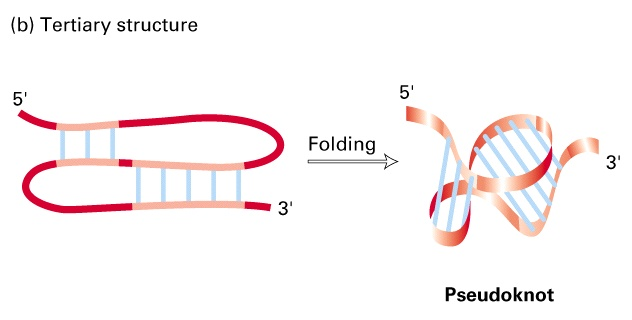 (b) Tertiary structure
5'
Folding
3'
5'
3'
Pseudoknot